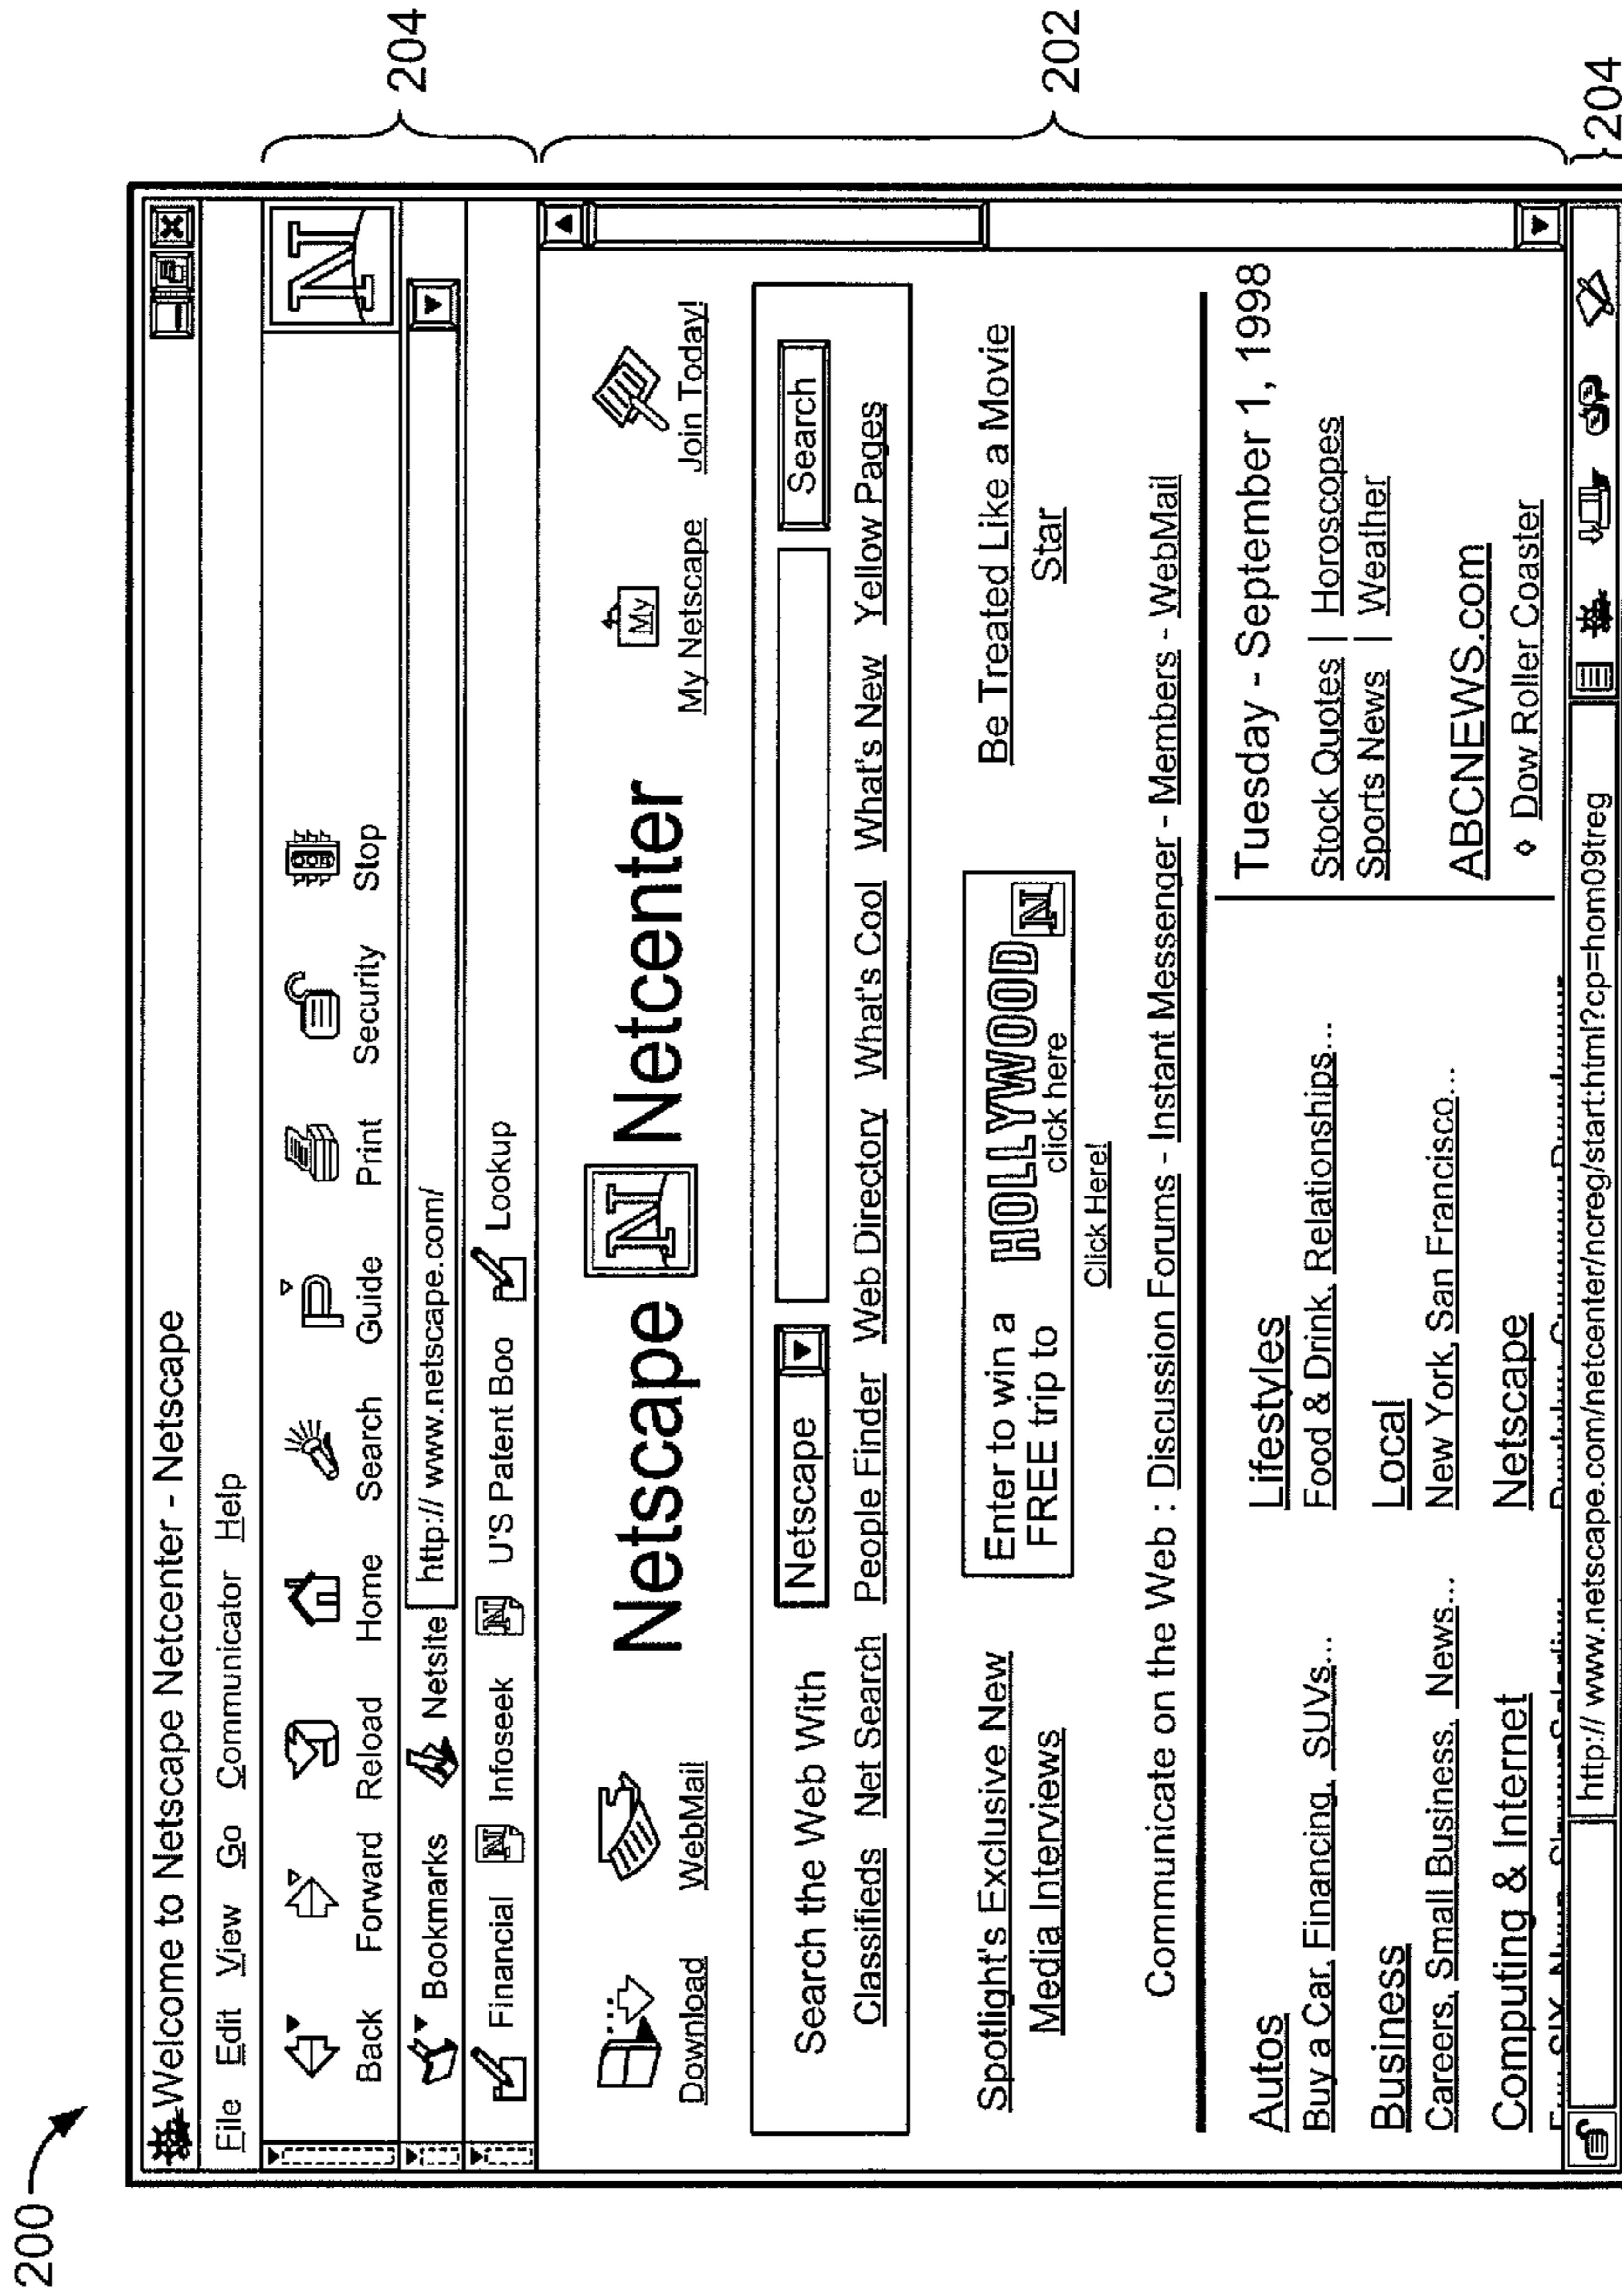 200
Welcome to Netscape Netcenter - Netscape
File Edit View Go Communicator Help
Back Forward Reload Home Search Guide Print Security Stop
N
204
Bookmarks Netsite http:// www.netscape.com/
Financial Infoseek U'S Patent Boo Lookup
Netscape N Netcenter
My
Download WebMail My Netscape Join Today!
Search the Web With Netscape Search
Classifieds Net Search People Finder Web Directory What's Cool What's New Yellow Pages
202
Spotlight's Exclusive New
Media Interviews
Enter to win a
FREE trip to
HOLLYWOOD
click here
N
Click Here!
Be Treated Like a Movie
Star
Communicate on the Web : Discussion Forums - Instant Messenger - Members - WebMail
Autos
Buy a Car, Financing, SUVs...
Business
Careers, Small Business, News...
Computing & Internet
Lifestyles
Food & Drink, Relationships...
Local
New York, San Francisco...
Netscape
Tuesday - September 1, 1998
Stock Quotes | Horoscopes
Sports News | Weather
ABCNEWS.com
◇ Dow Roller Coaster
http:// www.netscape.com/netcenter/ncreg/start.html?cp=hom09treg
204